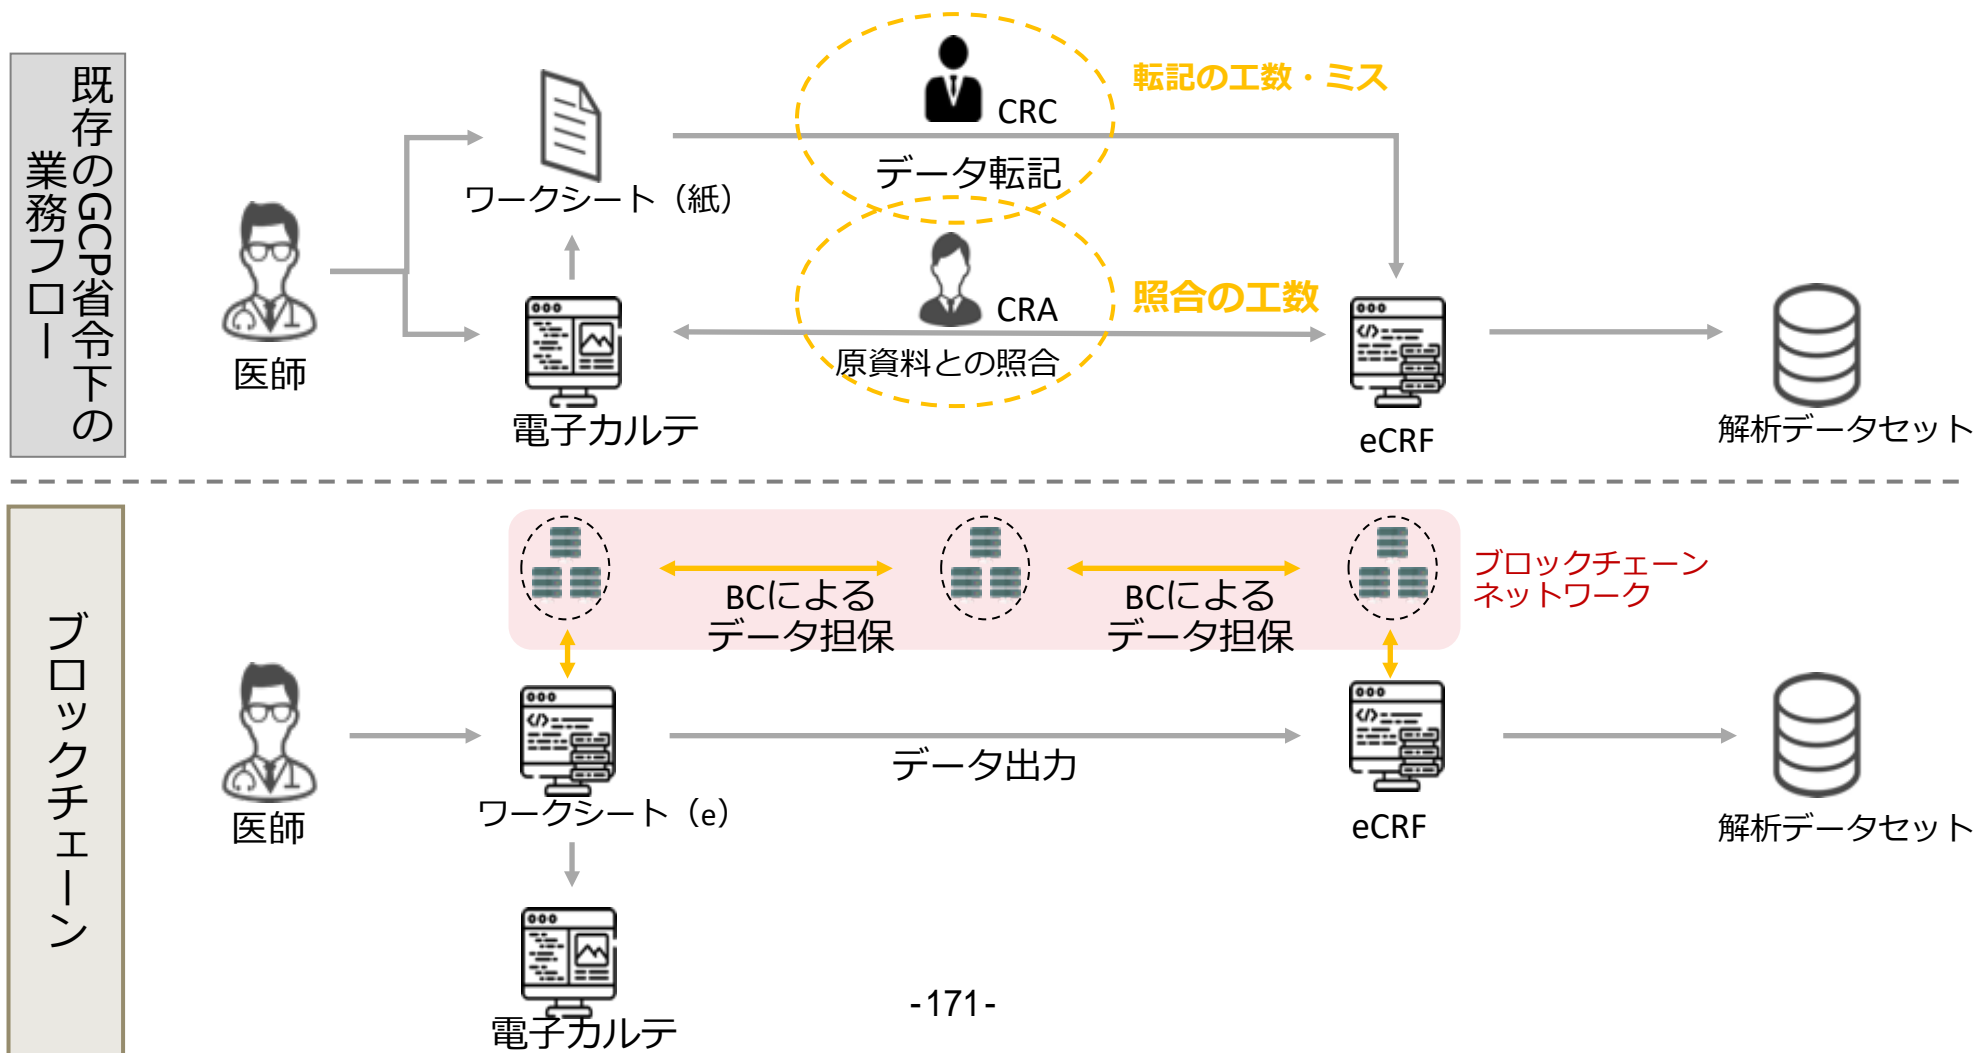 既存のGCP省令下の
業務フロー
転記の工数・ミス
CRC
データ転記
ワークシート（紙）
照合の工数
CRA
原資料との照合
医師
電子カルテ
eCRF
解析データセット
ブロックチェーン
BCによる
データ担保
BCによる
データ担保
ブロックチェーン
ネットワーク
データ出力
ワークシート（e）
医師
eCRF
解析データセット
電子カルテ
-171-